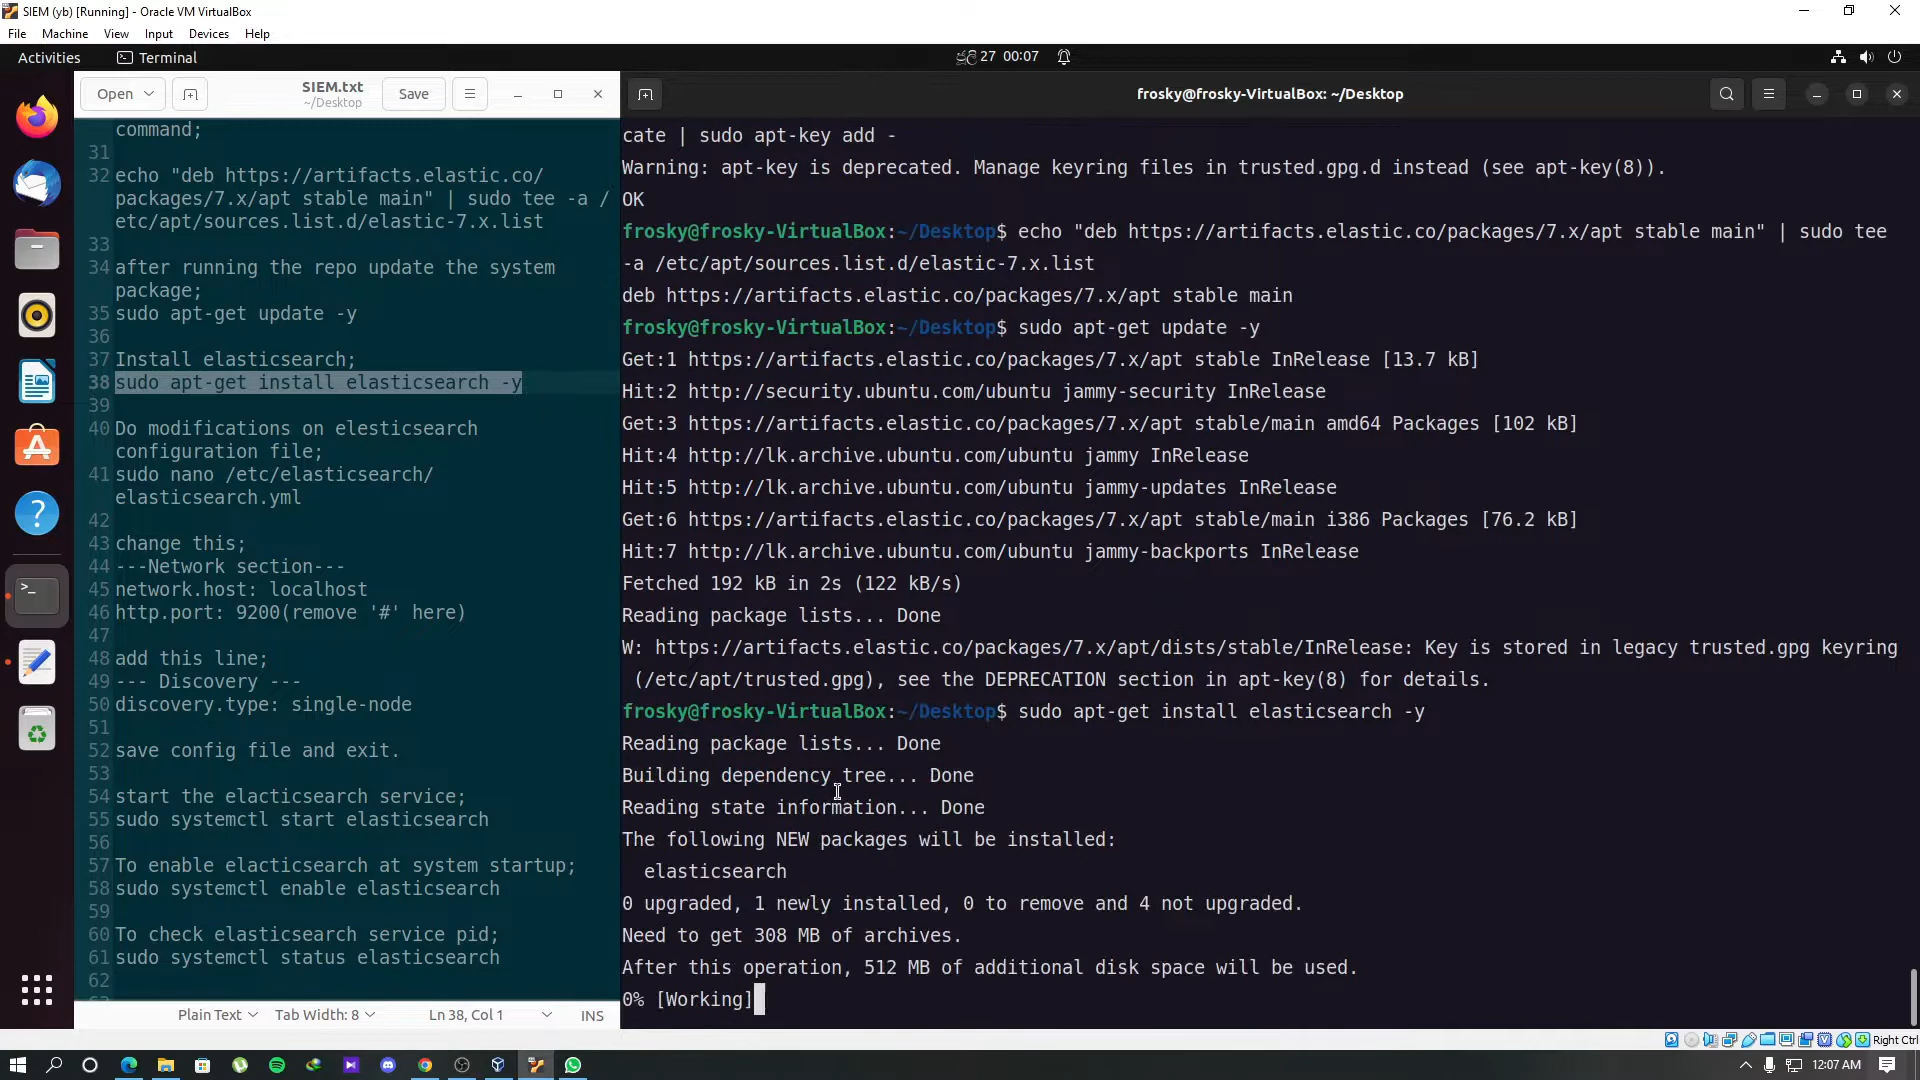 SIEM (yb) [Running] - Oracle VM VirtualBox
File Machine View Input Devices Help
Activities
Terminal
ජූලි 27 00:07
Open
SIEM.txt
~/Desktop
Save
command;
31
32 echo "deb https://artifacts.elastic.co/
packages/7.x/apt stable main" | sudo tee -a /
etc/apt/sources.list.d/elastic-7.x.list
33
34 after running the repo update the system
package;
35 sudo apt-get update -y
36
37 Install elasticsearch;
38 sudo apt-get install elasticsearch -y
39
40 Do modifications on elesticsearch
configuration file;
41 sudo nano /etc/elasticsearch/
elasticsearch.yml
42
43 change this;
44 ---Network section---
45 network.host: localhost
46 http.port: 9200(remove '#' here)
47
48 add this line;
49 --- Discovery ---
50 discovery.type: single-node
51
52 save config file and exit.
53
54 start the elacticsearch service;
55 sudo systemctl start elasticsearch
56
57 To enable elacticsearch at system startup;
58 sudo systemctl enable elasticsearch
59
60 To check elasticsearch service pid;
61 sudo systemctl status elasticsearch
62
Plain Text Tab Width: 8 Ln 38, Col 1 INS
frosky@frosky-VirtualBox: ~/Desktop
cate | sudo apt-key add -
Warning: apt-key is deprecated. Manage keyring files in trusted.gpg.d instead (see apt-key(8)).
OK
frosky@frosky-VirtualBox:~/Desktop$ echo "deb https://artifacts.elastic.co/packages/7.x/apt stable main" | sudo tee
-a /etc/apt/sources.list.d/elastic-7.x.list
deb https://artifacts.elastic.co/packages/7.x/apt stable main
frosky@frosky-VirtualBox:~/Desktop$ sudo apt-get update -y
Get:1 https://artifacts.elastic.co/packages/7.x/apt stable InRelease [13.7 kB]
Hit:2 http://security.ubuntu.com/ubuntu jammy-security InRelease
Get:3 https://artifacts.elastic.co/packages/7.x/apt stable/main amd64 Packages [102 kB]
Hit:4 http://lk.archive.ubuntu.com/ubuntu jammy InRelease
Hit:5 http://lk.archive.ubuntu.com/ubuntu jammy-updates InRelease
Get:6 https://artifacts.elastic.co/packages/7.x/apt stable/main i386 Packages [76.2 kB]
Hit:7 http://lk.archive.ubuntu.com/ubuntu jammy-backports InRelease
Fetched 192 kB in 2s (122 kB/s)
Reading package lists... Done
W: https://artifacts.elastic.co/packages/7.x/apt/dists/stable/InRelease: Key is stored in legacy trusted.gpg keyring
(/etc/apt/trusted.gpg), see the DEPRECATION section in apt-key(8) for details.
frosky@frosky-VirtualBox:~/Desktop$ sudo apt-get install elasticsearch -y
Reading package lists... Done
Building dependency tree... Done
Reading state information... Done
The following NEW packages will be installed:
elasticsearch
0 upgraded, 1 newly installed, 0 to remove and 4 not upgraded.
Need to get 308 MB of archives.
After this operation, 512 MB of additional disk space will be used.
0% [Working]
Right Ctrl
12:07 AM